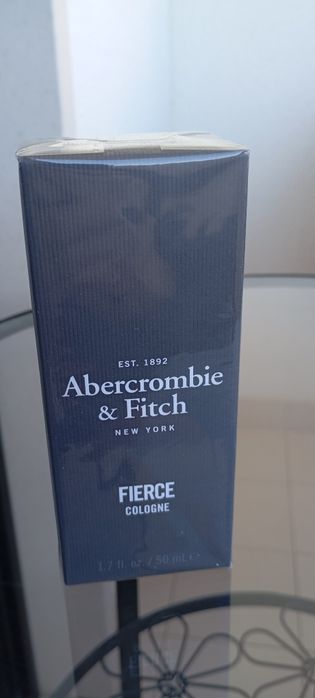 EST. 1892
Abercrombie
& Fitch
NEW YORK
FIERCE
COLOGNE
1.7 fl. oz. / 50 mL e